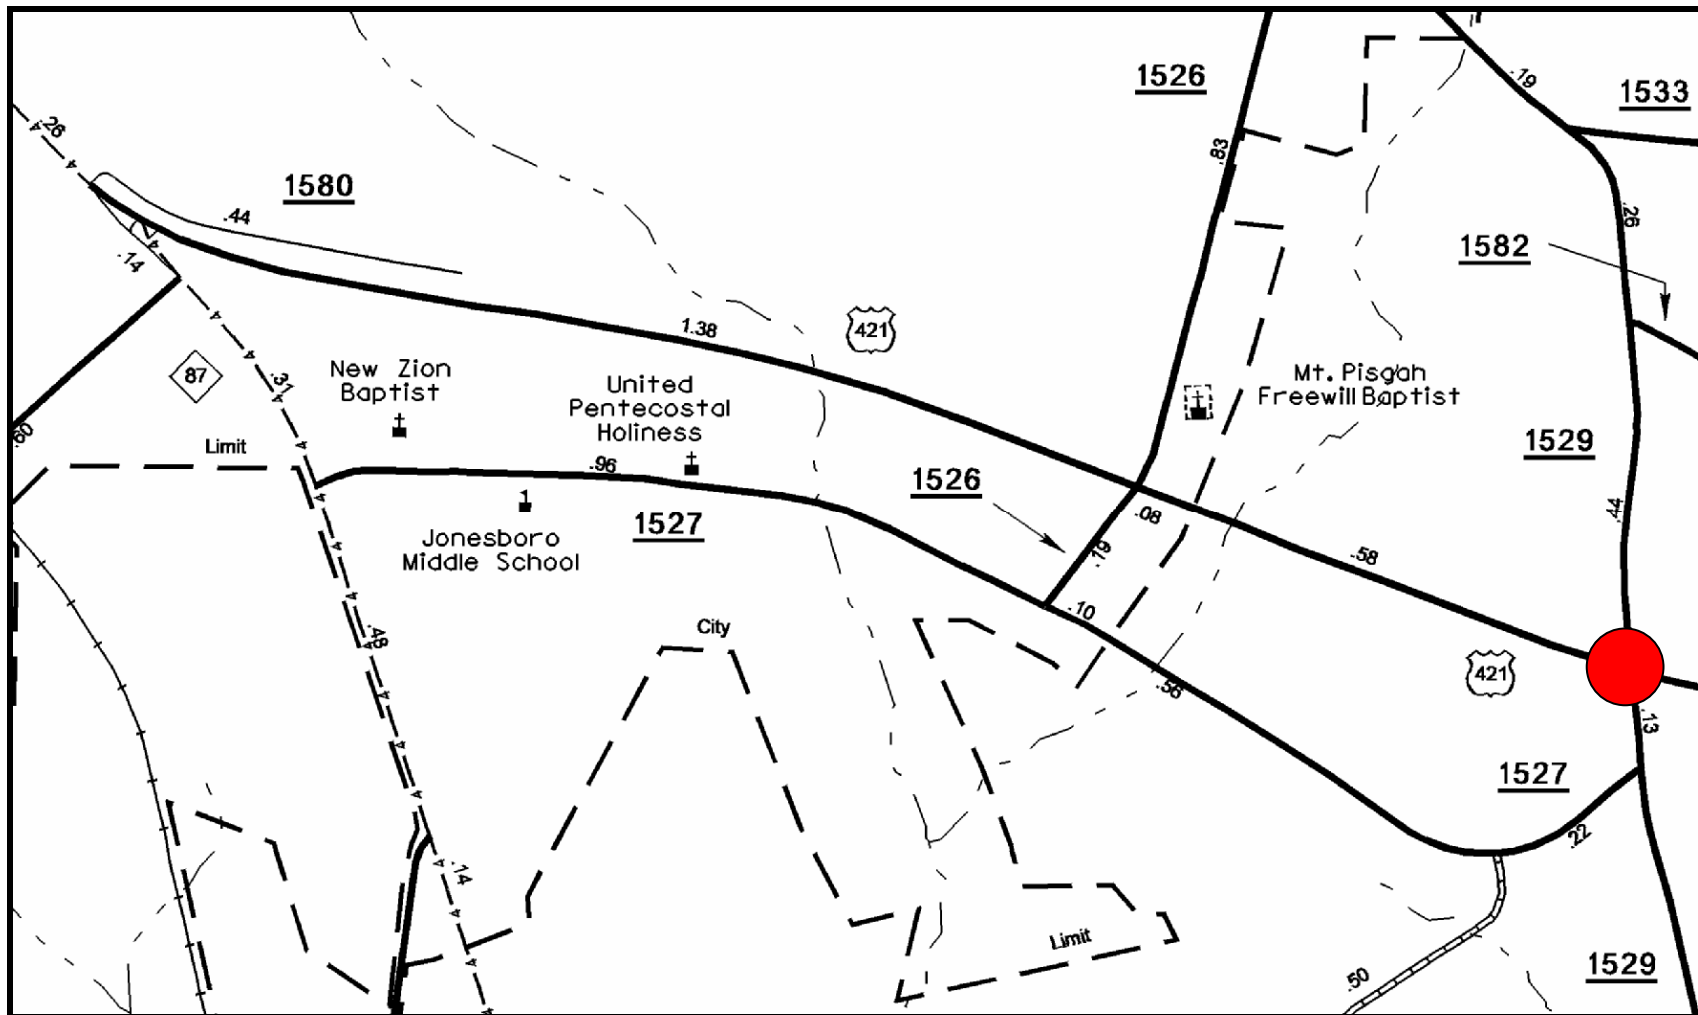 1526
.19
1533
.26
.83
1580
.44
.26
1582
.14
1.38
421
87
New Zion
Baptist
.31
United
Pentecostal
Holiness
Mt. Pisgah
Freewill Baptist
.60
Limit
.96
1526
1529
.08
.44
1527
Jonesboro
Middle School
.19
.58
.10
City
.48
.56
421
.13
1527
.22
.14
Limit
.50
1529